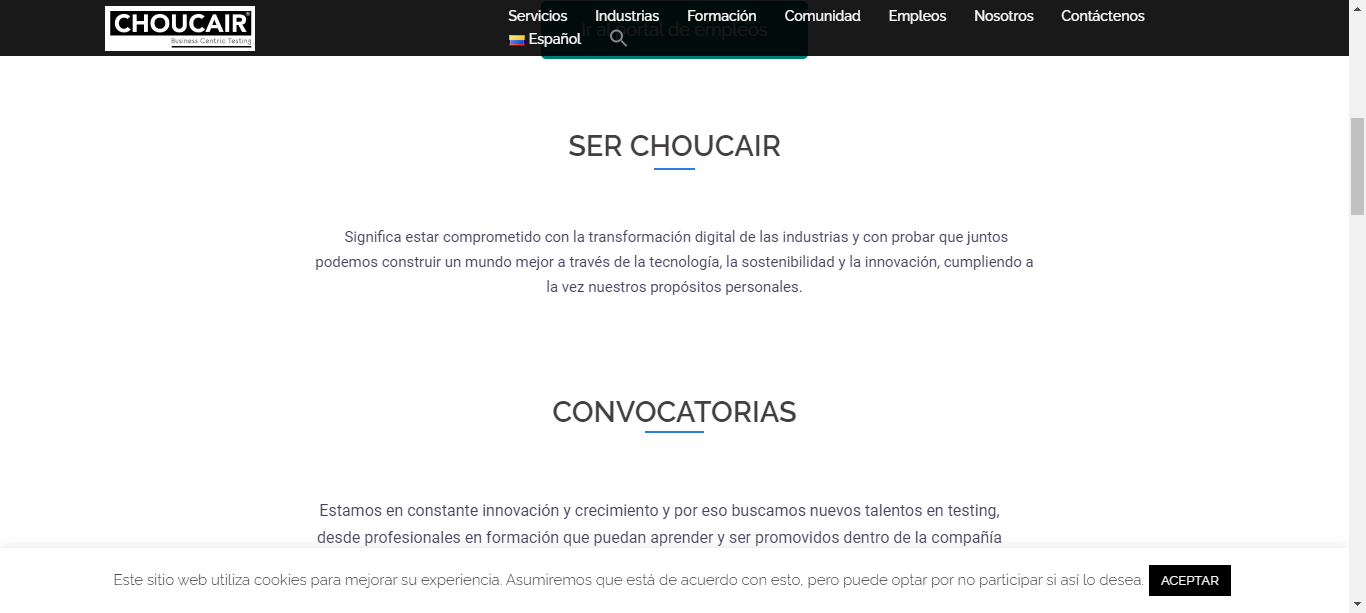 CHOUCAIR®
Business Centric Testing
Servicios Industrias Formación Comunidad Empleos Nosotros Contáctenos
Español
Ir al portal de empleos
SER CHOUCAIR
Significa estar comprometido con la transformación digital de las industrias y con probar que juntos
podemos construir un mundo mejor a través de la tecnología, la sostenibilidad y la innovación, cumpliendo a
la vez nuestros propósitos personales.
CONVOCATORIAS
Estamos en constante innovación y crecimiento y por eso buscamos nuevos talentos en testing,
desde profesionales en formación que puedan aprender y ser promovidos dentro de la compañía
Este sitio web utiliza cookies para mejorar su experiencia. Asumiremos que está de acuerdo con esto, pero puede optar por no participar si así lo desea. ACEPTAR